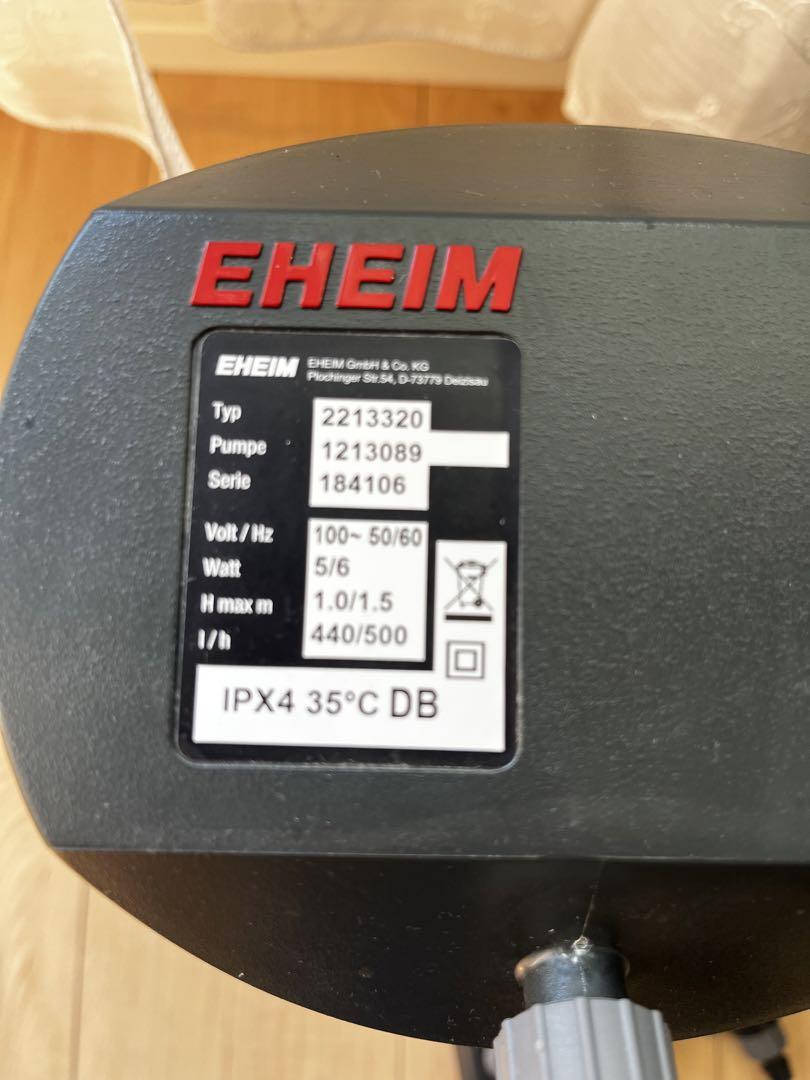 EHEIM
EHEIM EHEIM GmbH & Co. KG
Plochinger Str.54, D-73779 Deizisau
Typ 2213320
Pumpe 1213089
Serie 184106
Volt / Hz 100~ 50/60
Watt 5/6
H max m 1.0/1.5
l/h 440/500
IPX4 35°C DB